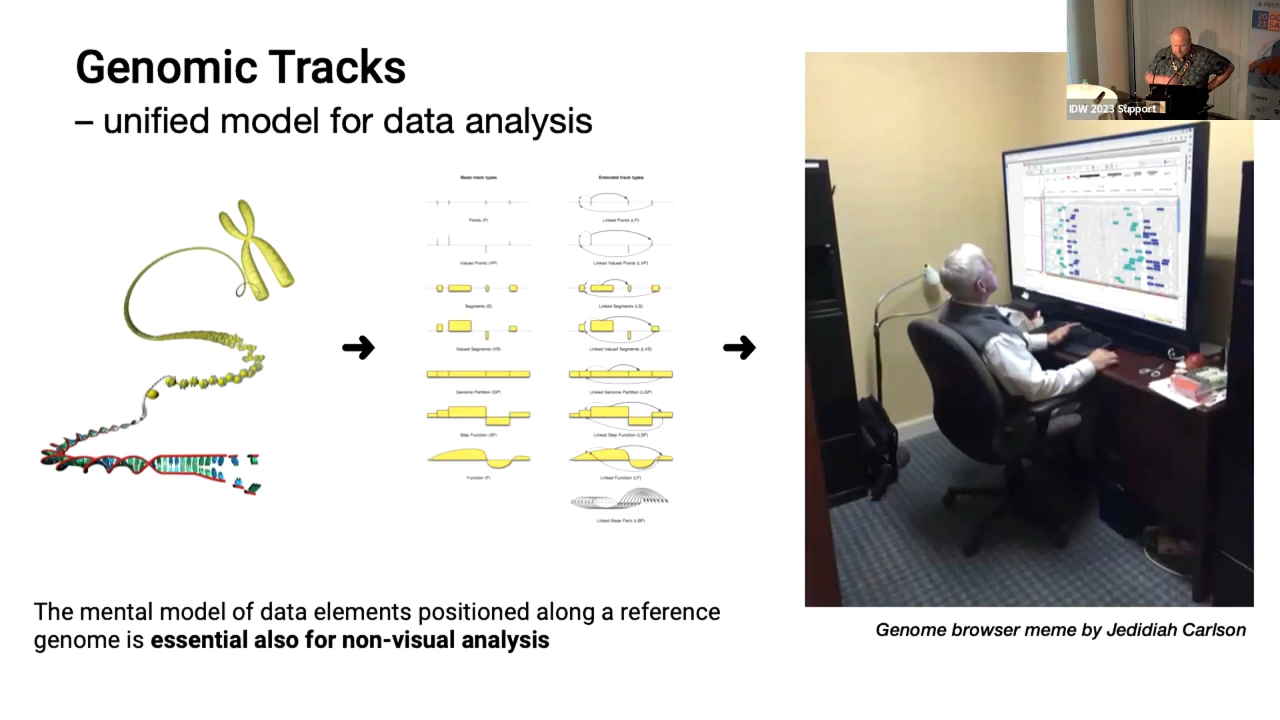 Genomic Tracks
– unified model for data analysis
IDW 2023 Support
Basic track types
Extended track types
Points (P)
Linked Points (LP)
Valued Points (VP)
Linked Valued Points (LVP)
Segments (S)
Linked Segments (LS)
Valued Segments (VS)
Linked Valued Segments (LVS)
Genome Partition (GP)
Linked Genome Partition (LGP)
Step Function (SF)
Linked Step Function (LSF)
Function (F)
Linked Function (LF)
Linked Base Pairs (LBP)
The mental model of data elements positioned along a reference
genome is essential also for non-visual analysis
Genome browser meme by Jedidiah Carlson